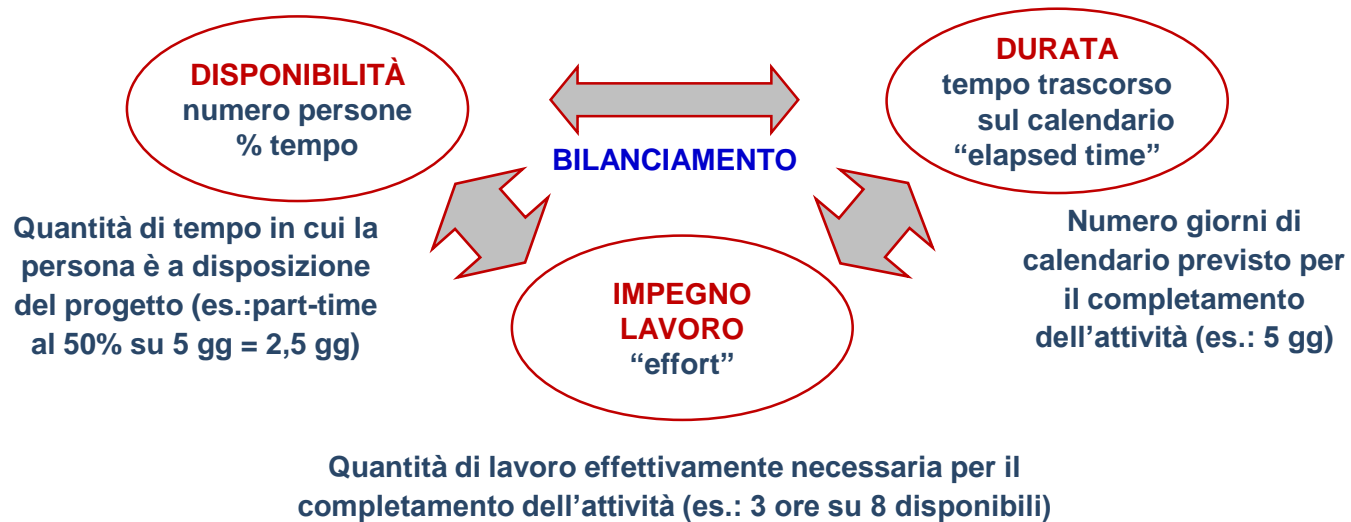 DISPONIBILITÀ
numero persone
% tempo
DURATA
tempo trascorso
sul calendario
“elapsed time”
BILANCIAMENTO
Quantità di tempo in cui la
persona è a disposizione
del progetto (es.:part-time
al 50% su 5 gg = 2,5 gg)
IMPEGNO
LAVORO
“effort”
Numero giorni di
calendario previsto per
il completamento
dell’attività (es.: 5 gg)
Quantità di lavoro effettivamente necessaria per il
completamento dell’attività (es.: 3 ore su 8 disponibili)